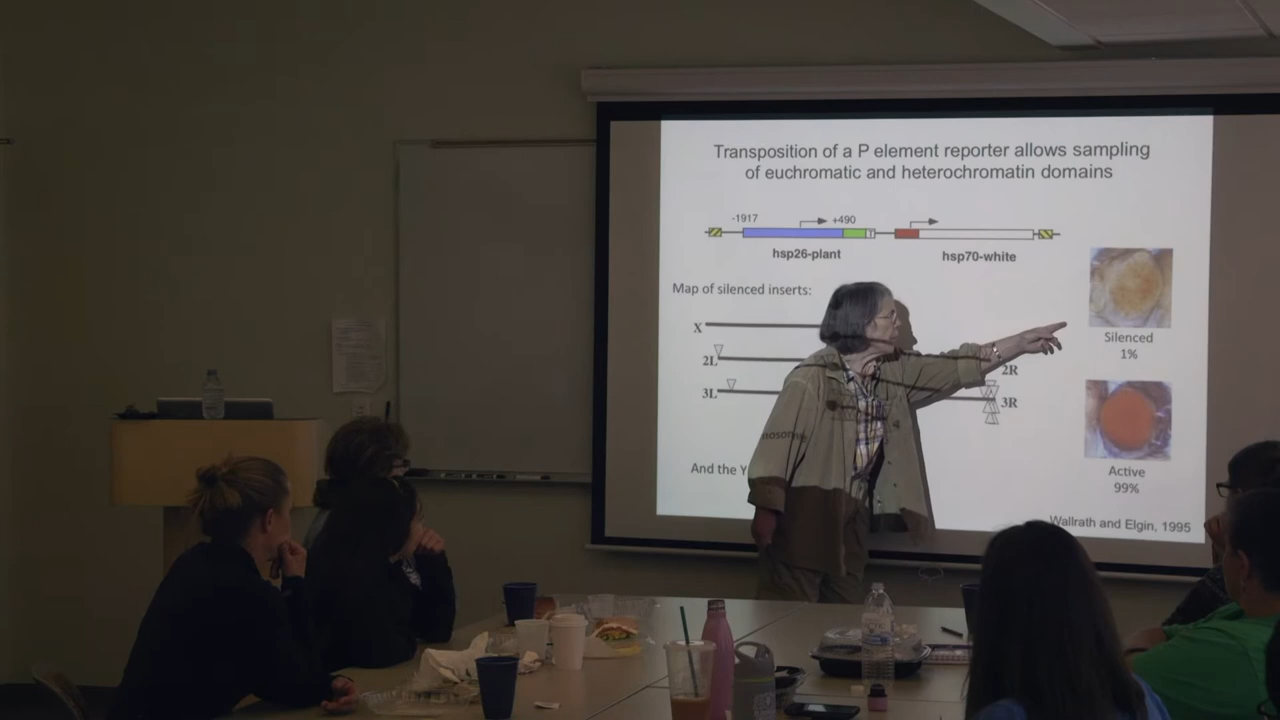 Transposition of a P element reporter allows sampling
of euchromatic and heterochromatin domains
-1917
+490
hsp26-plant
hsp70-white
Map of silenced inserts:
X
2L
2R
3L
3R
Silenced
1%
Active
99%
And the Y
Wallrath and Elgin, 1995